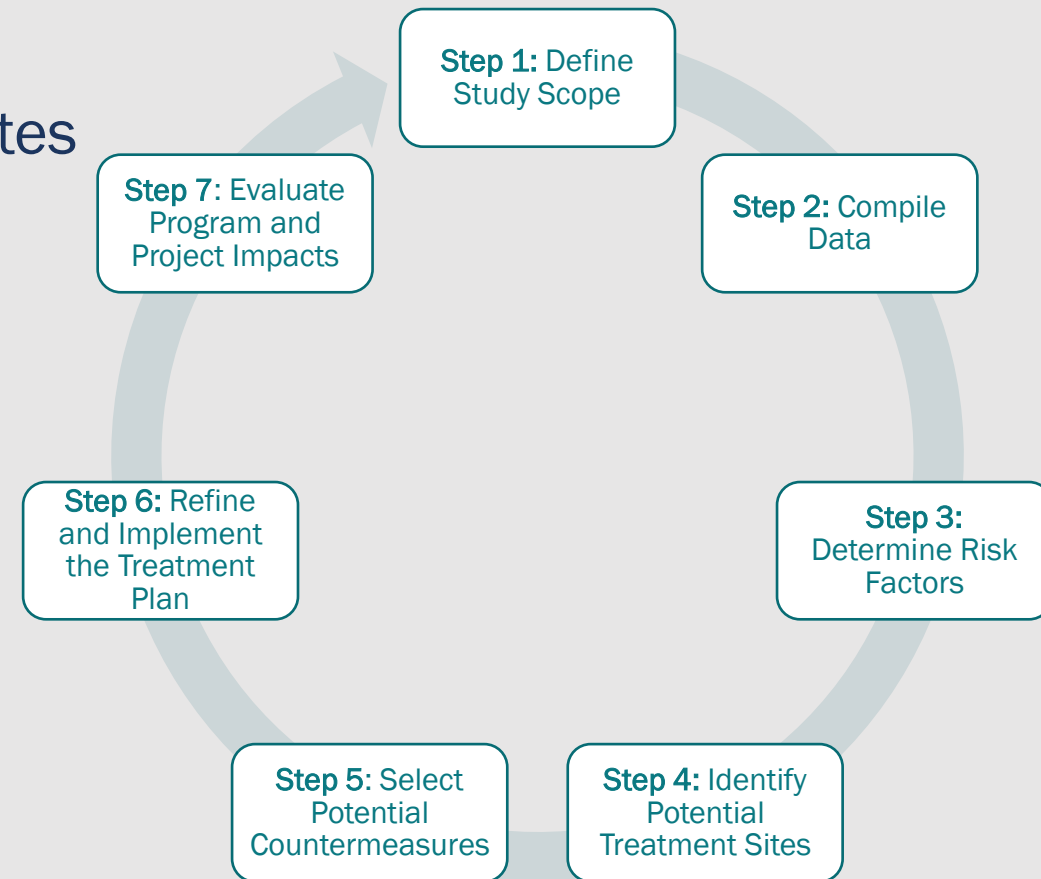 tes
Step 1: Define
Study Scope
Step 2: Compile
Data
Step 3:
Determine Risk
Factors
Step 4: Identify
Potential
Treatment Sites
Step 5: Select
Potential
Countermeasures
Step 6: Refine
and Implement
the Treatment
Plan
Step 7: Evaluate
Program and
Project Impacts